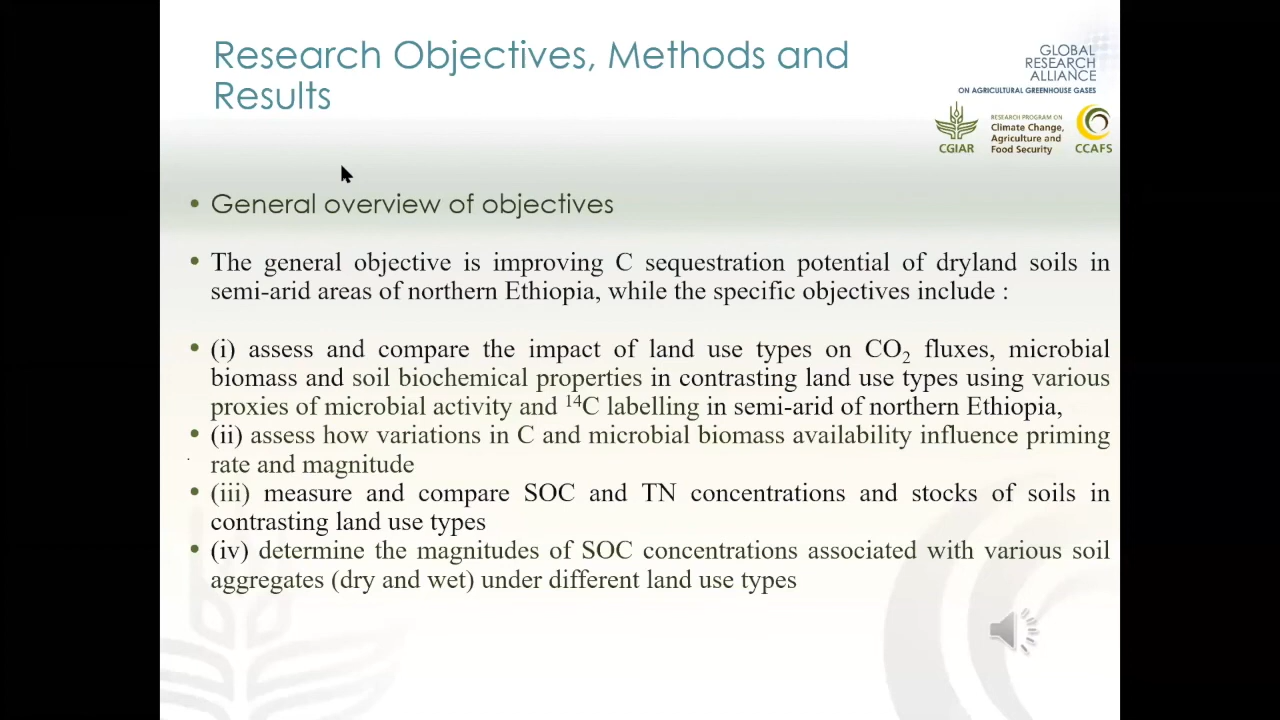 Research Objectives, Methods and
Results
GLOBAL
RESEARCH
ALLIANCE
ON AGRICULTURAL GREENHOUSE GASES
CGIAR
RESEARCH PROGRAM ON
Climate Change,
Agriculture and
Food Security
CCAFS
• General overview of objectives
• The general objective is improving C sequestration potential of dryland soils in
semi-arid areas of northern Ethiopia, while the specific objectives include :
• (i) assess and compare the impact of land use types on CO₂ fluxes, microbial
biomass and soil biochemical properties in contrasting land use types using various
proxies of microbial activity and ¹⁴C labelling in semi-arid of northern Ethiopia,
• (ii) assess how variations in C and microbial biomass availability influence priming
rate and magnitude
• (iii) measure and compare SOC and TN concentrations and stocks of soils in
contrasting land use types
• (iv) determine the magnitudes of SOC concentrations associated with various soil
aggregates (dry and wet) under different land use types